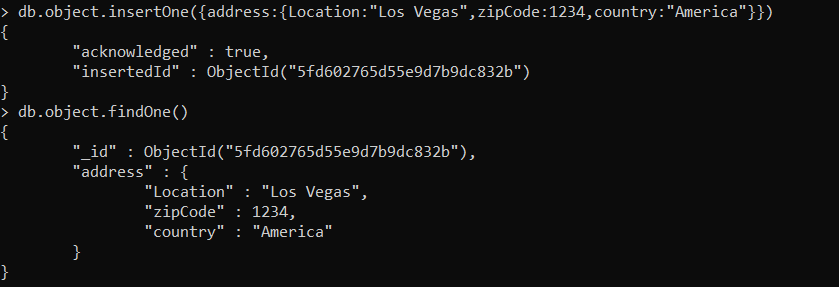 > db.object.insertOne({address:{Location:"Los Vegas",zipCode:1234,country:"America"}})
{
        "acknowledged" : true,
        "insertedId" : ObjectId("5fd602765d55e9d7b9dc832b")
}
> db.object.findOne()
{
        "_id" : ObjectId("5fd602765d55e9d7b9dc832b"),
        "address" : {
                "Location" : "Los Vegas",
                "zipCode" : 1234,
                "country" : "America"
        }
}